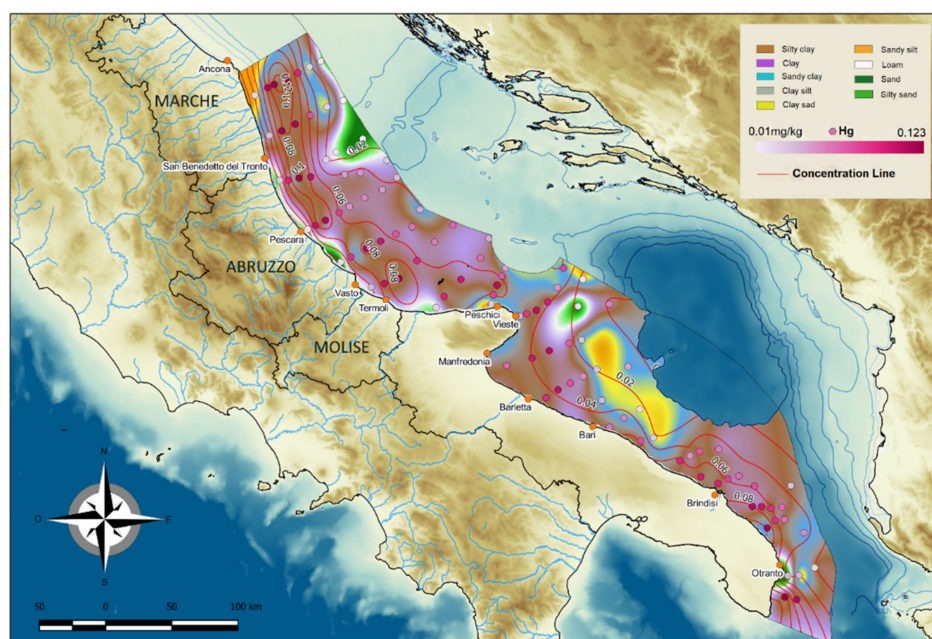 Silty clay
Clay
Sandy clay
Clay silt
Clay sad
Sandy silt
Loam
Sand
Silty sand
0.01mg/kg
Hg
0.123
Concentration Line
Ancona
MARCHE
San Benedetto del Tronto
Pescara
ABRUZZO
Vasto
Termoli
MOLISE
Peschici
Vieste
Manfredonia
Barletta
Bari
Brindisi
Otranto
0.08
0.02
0.1
0.06
0.08
0.08
0.02
0.04
0.06
0.08
N
O
E
S
50
0
50
100 km